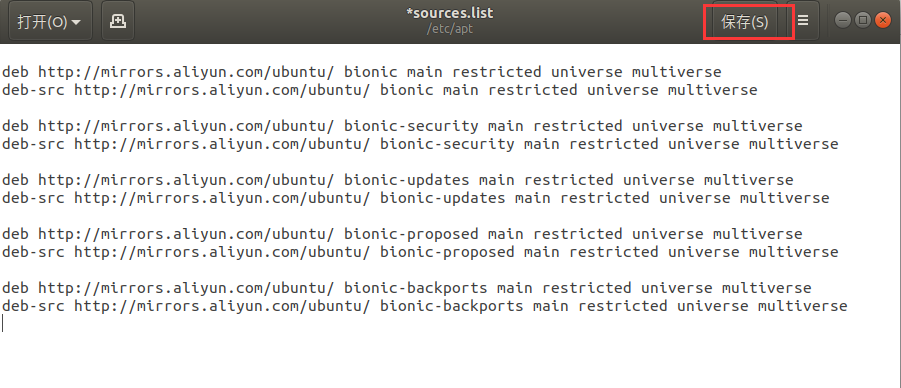 打开(O)
*sources.list
/etc/apt
保存(S)
deb http://mirrors.aliyun.com/ubuntu/ bionic main restricted universe multiverse
deb-src http://mirrors.aliyun.com/ubuntu/ bionic main restricted universe multiverse
deb http://mirrors.aliyun.com/ubuntu/ bionic-security main restricted universe multiverse
deb-src http://mirrors.aliyun.com/ubuntu/ bionic-security main restricted universe multiverse
deb http://mirrors.aliyun.com/ubuntu/ bionic-updates main restricted universe multiverse
deb-src http://mirrors.aliyun.com/ubuntu/ bionic-updates main restricted universe multiverse
deb http://mirrors.aliyun.com/ubuntu/ bionic-proposed main restricted universe multiverse
deb-src http://mirrors.aliyun.com/ubuntu/ bionic-proposed main restricted universe multiverse
deb http://mirrors.aliyun.com/ubuntu/ bionic-backports main restricted universe multiverse
deb-src http://mirrors.aliyun.com/ubuntu/ bionic-backports main restricted universe multiverse